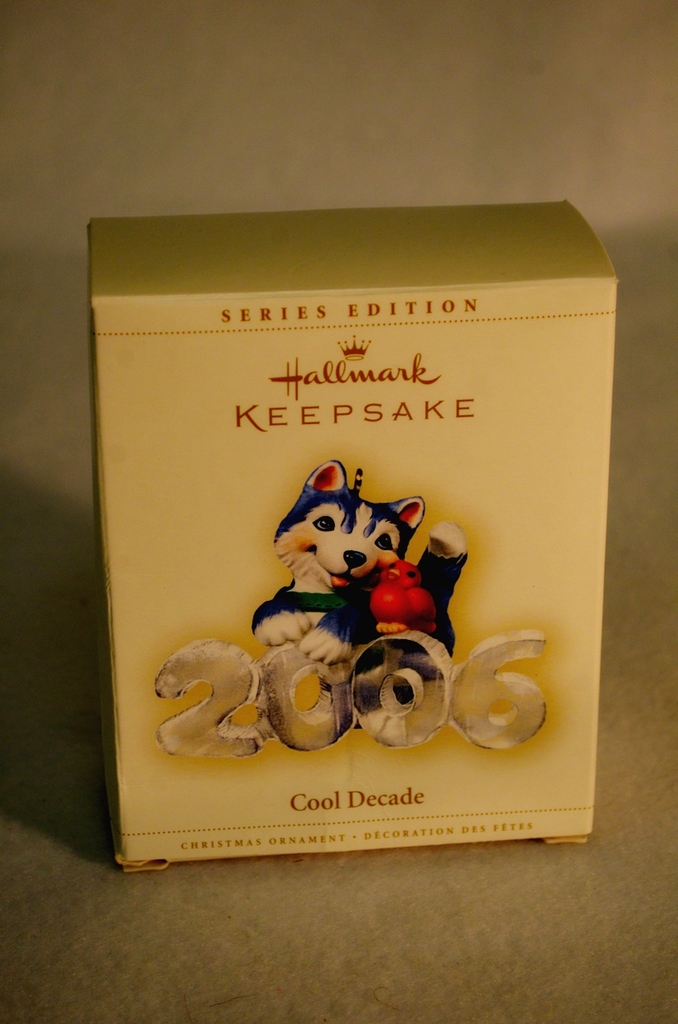 SERIES EDITION
Hallmark
KEEPSAKE
2006
Cool Decade
CHRISTMAS ORNAMENT • DÉCORATION DES FÊTES